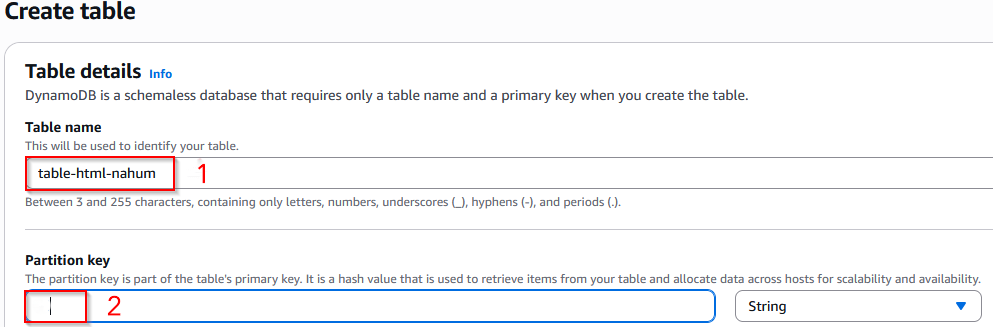 Create table
Table details Info
DynamoDB is a schemaless database that requires only a table name and a primary key when you create the table.
Table name
This will be used to identify your table.
table-html-nahum 1
Between 3 and 255 characters, containing only letters, numbers, underscores (_), hyphens (-), and periods (.).
Partition key
The partition key is part of the table's primary key. It is a hash value that is used to retrieve items from your table and allocate data across hosts for scalability and availability.
2 String